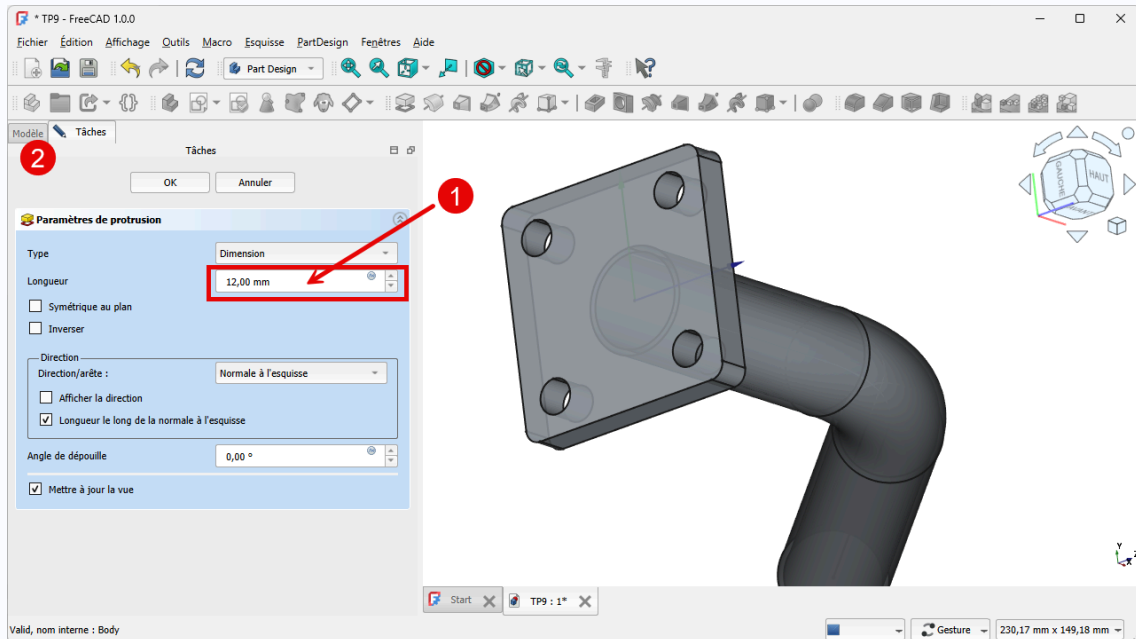 * TP9 - FreeCAD 1.0.0
Fichier Édition Affichage Outils Macro Esquisse PartDesign Fenêtres Aide
Part Design
Modèle Tâches
Tâches
2
OK Annuler
1
Paramètres de protrusion
Type Dimension
Longueur 12,00 mm
Symétrique au plan
Inverser
Direction
Direction/arête : Normale à l'esquisse
Afficher la direction
Longueur le long de la normale à l'esquisse
Angle de dépouille 0,00 °
Mettre à jour la vue
GAUCHE HAUT
Y
Z
X
Start TP9 : 1*
Valid, nom interne : Body
Gesture 230,17 mm x 149,18 mm